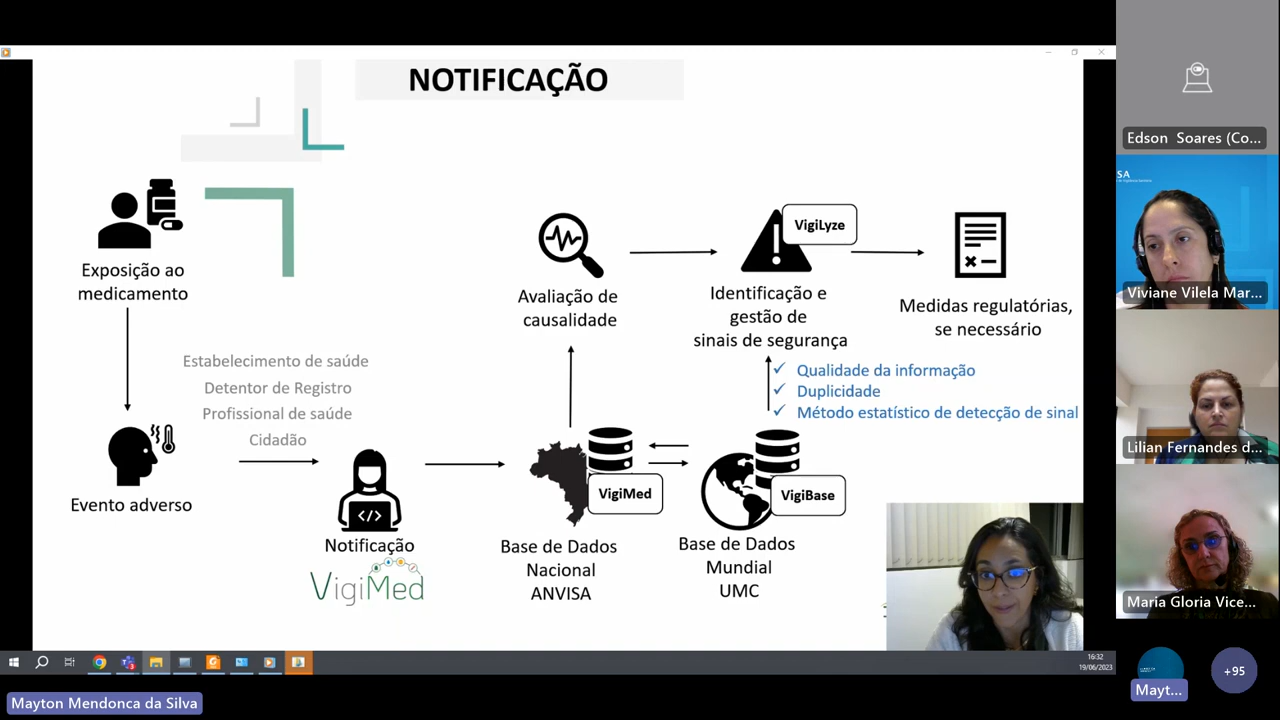 NOTIFICAÇÃO
Exposição ao
medicamento
Estabelecimento de saúde
Detentor de Registro
Profissional de saúde
Cidadão
Evento adverso
</>
Notificação
VigiMed
Avaliação de
causalidade
VigiMed
Base de Dados
Nacional
ANVISA
VigiLyze
Identificação e
gestão de
sinais de segurança
Qualidade da informação
Duplicidade
Método estatístico de detecção de sinal
VigiBase
Base de Dados
Mundial
UMC
Medidas regulatórias,
se necessário
16:32
19/06/2023
Mayton Mendonca da Silva
Edson Soares (Co...
SA
Viviane Vilela Mar...
Lilian Fernandes d...
Maria Gloria Vice...
Mayt...
+95